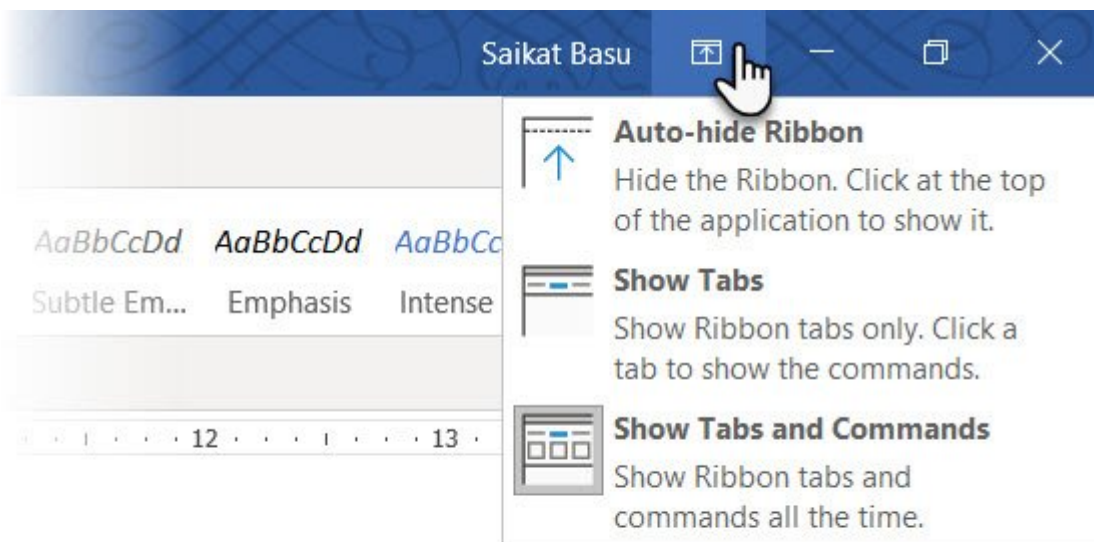 Saikat Basu
Auto-hide Ribbon
Hide the Ribbon. Click at the top
of the application to show it.
AaBbCcDd AaBbCcDd AaBbCc
Subtle Em... Emphasis Intense
Show Tabs
Show Ribbon tabs only. Click a
tab to show the commands.
12 13
Show Tabs and Commands
Show Ribbon tabs and
commands all the time.